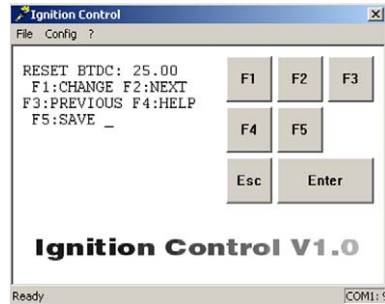 Ignition Control
File Config ?
RESET BTDC: 25.00
F1:CHANGE F2:NEXT
F3:PREVIOUS F4:HELP
F5:SAVE _
F1 F2 F3
F4 F5
Esc Enter
Ignition Control V1.0
Ready COM1: